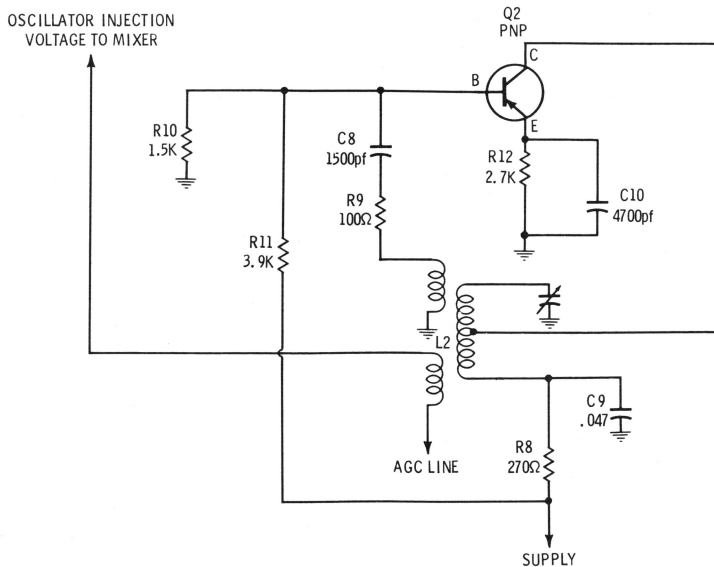 OSCILLATOR INJECTION
VOLTAGE TO MIXER
Q2
PNP
C
B
E
R10
1.5K
C8
1500pf
R12
2.7K
C10
4700pf
R9
100Ω
R11
3.9K
L2
C9
.047
AGC LINE
R8
270Ω
SUPPLY